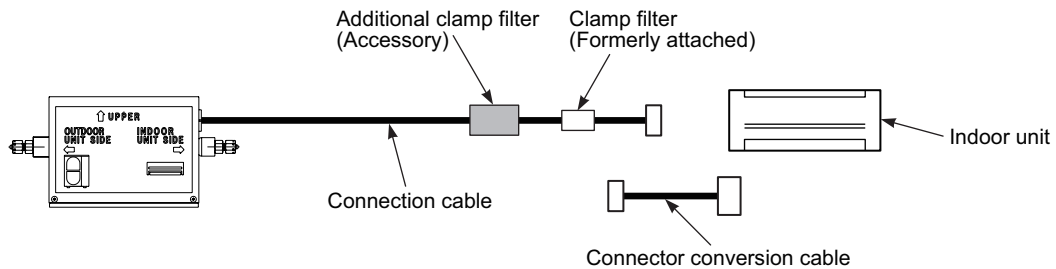 Additional clamp filter
(Accessory)
Clamp filter
(Formerly attached)
UPPER
OUTDOOR
UNIT SIDE
INDOOR
UNIT SIDE
Indoor unit
Connection cable
Connector conversion cable